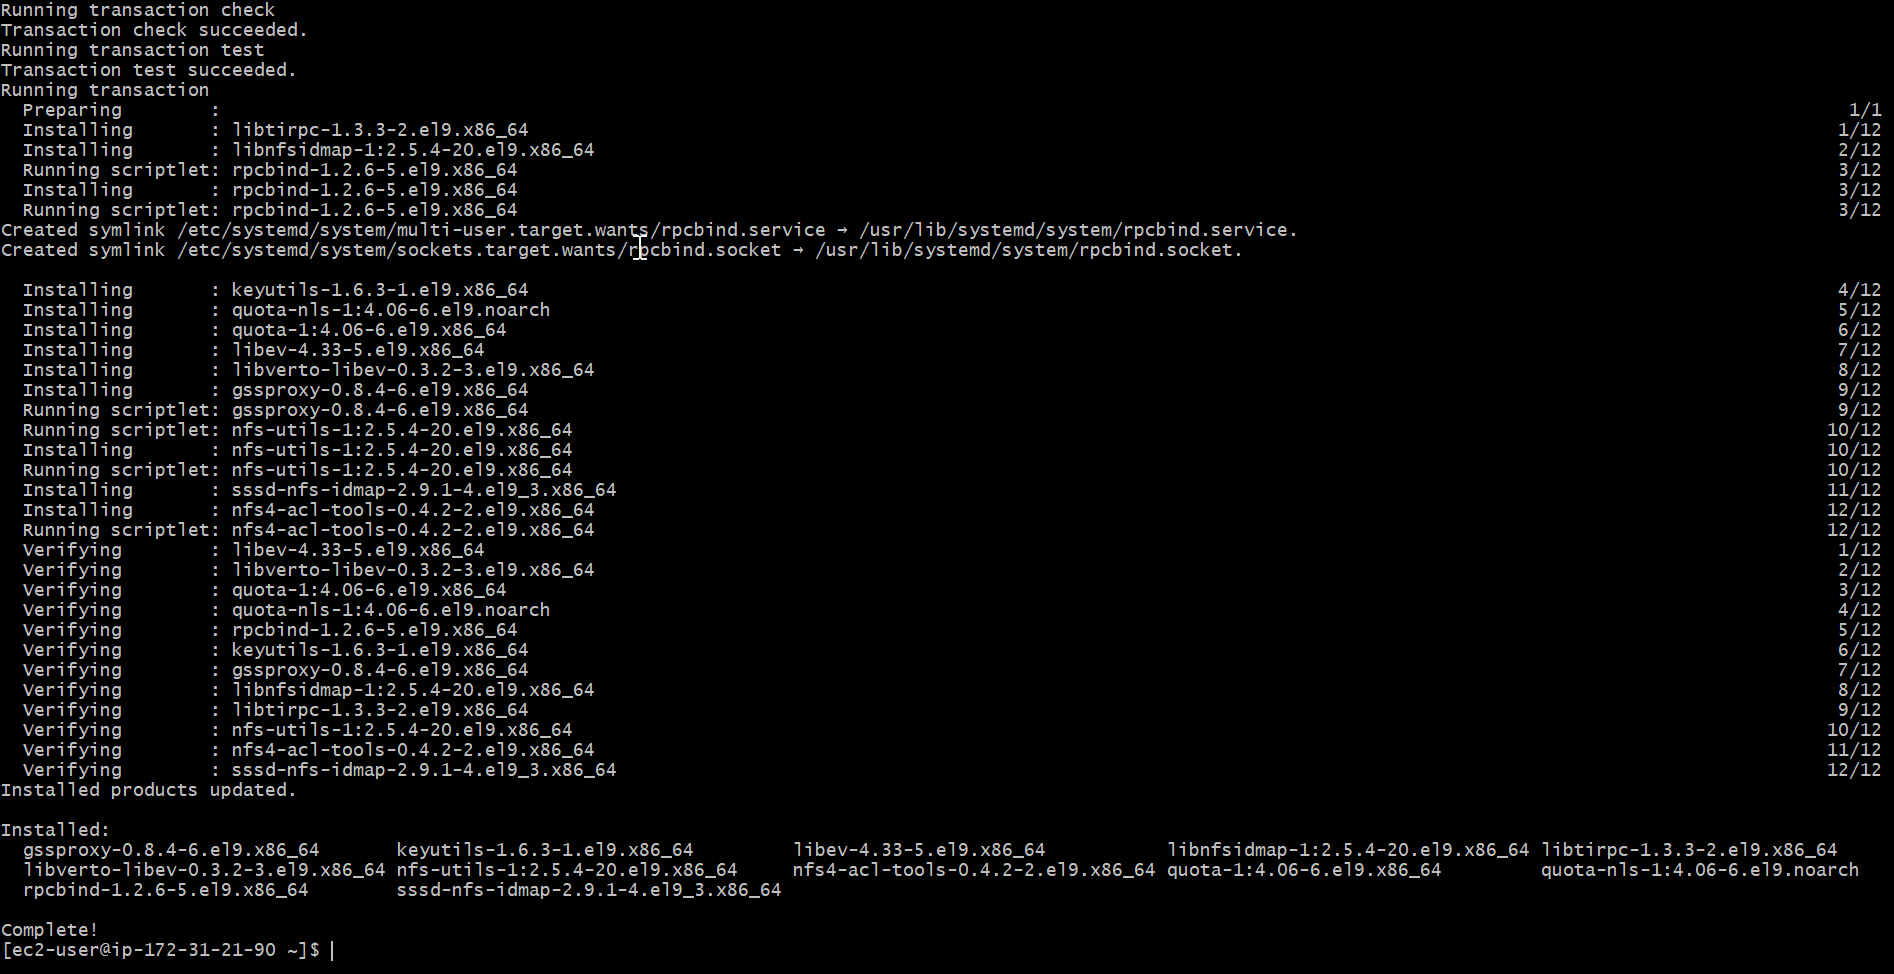 Running transaction check
Transaction check succeeded.
Running transaction test
Transaction test succeeded.
Running transaction
  Preparing        :                                                                                                                                                    1/1
  Installing       : libtirpc-1.3.3-2.el9.x86_64                                                                                                                       1/12
  Installing       : libnfsidmap-1:2.5.4-20.el9.x86_64                                                                                                                 2/12
  Running scriptlet: rpcbind-1.2.6-5.el9.x86_64                                                                                                                        3/12
  Installing       : rpcbind-1.2.6-5.el9.x86_64                                                                                                                        3/12
  Running scriptlet: rpcbind-1.2.6-5.el9.x86_64                                                                                                                        3/12
Created symlink /etc/systemd/system/multi-user.target.wants/rpcbind.service → /usr/lib/systemd/system/rpcbind.service.
Created symlink /etc/systemd/system/sockets.target.wants/rpcbind.socket → /usr/lib/systemd/system/rpcbind.socket.

  Installing       : keyutils-1.6.3-1.el9.x86_64                                                                                                                       4/12
  Installing       : quota-nls-1:4.06-6.el9.noarch                                                                                                                     5/12
  Installing       : quota-1:4.06-6.el9.x86_64                                                                                                                         6/12
  Installing       : libev-4.33-5.el9.x86_64                                                                                                                           7/12
  Installing       : libverto-libev-0.3.2-3.el9.x86_64                                                                                                                 8/12
  Installing       : gssproxy-0.8.4-6.el9.x86_64                                                                                                                       9/12
  Running scriptlet: gssproxy-0.8.4-6.el9.x86_64                                                                                                                       9/12
  Running scriptlet: nfs-utils-1:2.5.4-20.el9.x86_64                                                                                                                  10/12
  Installing       : nfs-utils-1:2.5.4-20.el9.x86_64                                                                                                                  10/12
  Running scriptlet: nfs-utils-1:2.5.4-20.el9.x86_64                                                                                                                  10/12
  Installing       : sssd-nfs-idmap-2.9.1-4.el9_3.x86_64                                                                                                              11/12
  Installing       : nfs4-acl-tools-0.4.2-2.el9.x86_64                                                                                                                12/12
  Running scriptlet: nfs4-acl-tools-0.4.2-2.el9.x86_64                                                                                                                12/12
  Verifying        : libev-4.33-5.el9.x86_64                                                                                                                           1/12
  Verifying        : libverto-libev-0.3.2-3.el9.x86_64                                                                                                                 2/12
  Verifying        : quota-1:4.06-6.el9.x86_64                                                                                                                         3/12
  Verifying        : quota-nls-1:4.06-6.el9.noarch                                                                                                                     4/12
  Verifying        : rpcbind-1.2.6-5.el9.x86_64                                                                                                                        5/12
  Verifying        : keyutils-1.6.3-1.el9.x86_64                                                                                                                       6/12
  Verifying        : gssproxy-0.8.4-6.el9.x86_64                                                                                                                       7/12
  Verifying        : libnfsidmap-1:2.5.4-20.el9.x86_64                                                                                                                 8/12
  Verifying        : libtirpc-1.3.3-2.el9.x86_64                                                                                                                       9/12
  Verifying        : nfs-utils-1:2.5.4-20.el9.x86_64                                                                                                                  10/12
  Verifying        : nfs4-acl-tools-0.4.2-2.el9.x86_64                                                                                                                11/12
  Verifying        : sssd-nfs-idmap-2.9.1-4.el9_3.x86_64                                                                                                              12/12
Installed products updated.

Installed:
  gssproxy-0.8.4-6.el9.x86_64       keyutils-1.6.3-1.el9.x86_64         libev-4.33-5.el9.x86_64           libnfsidmap-1:2.5.4-20.el9.x86_64 libtirpc-1.3.3-2.el9.x86_64
  libverto-libev-0.3.2-3.el9.x86_64 nfs-utils-1:2.5.4-20.el9.x86_64     nfs4-acl-tools-0.4.2-2.el9.x86_64 quota-1:4.06-6.el9.x86_64         quota-nls-1:4.06-6.el9.noarch
  rpcbind-1.2.6-5.el9.x86_64        sssd-nfs-idmap-2.9.1-4.el9_3.x86_64

Complete!
[ec2-user@ip-172-31-21-90 ~]$